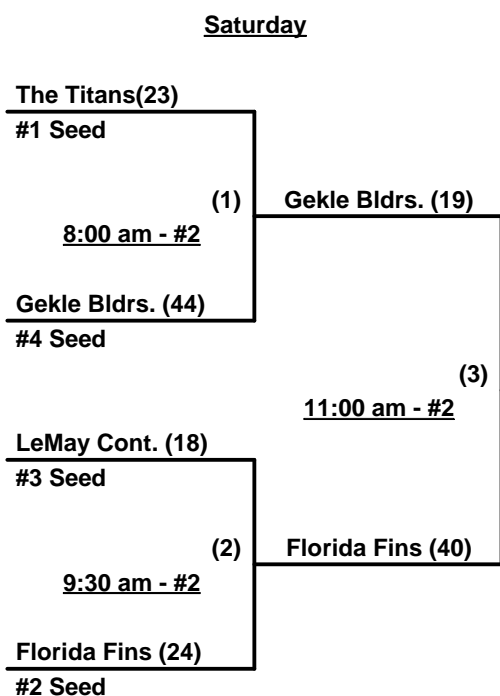 Saturday
The Titans(23)
#1 Seed
(1)
Gekle Bldrs. (19)
8:00 am - #2
Gekle Bldrs. (44)
#4 Seed
(3)
11:00 am - #2
LeMay Cont. (18)
#3 Seed
(2)
Florida Fins (40)
9:30 am - #2
Florida Fins (24)
#2 Seed